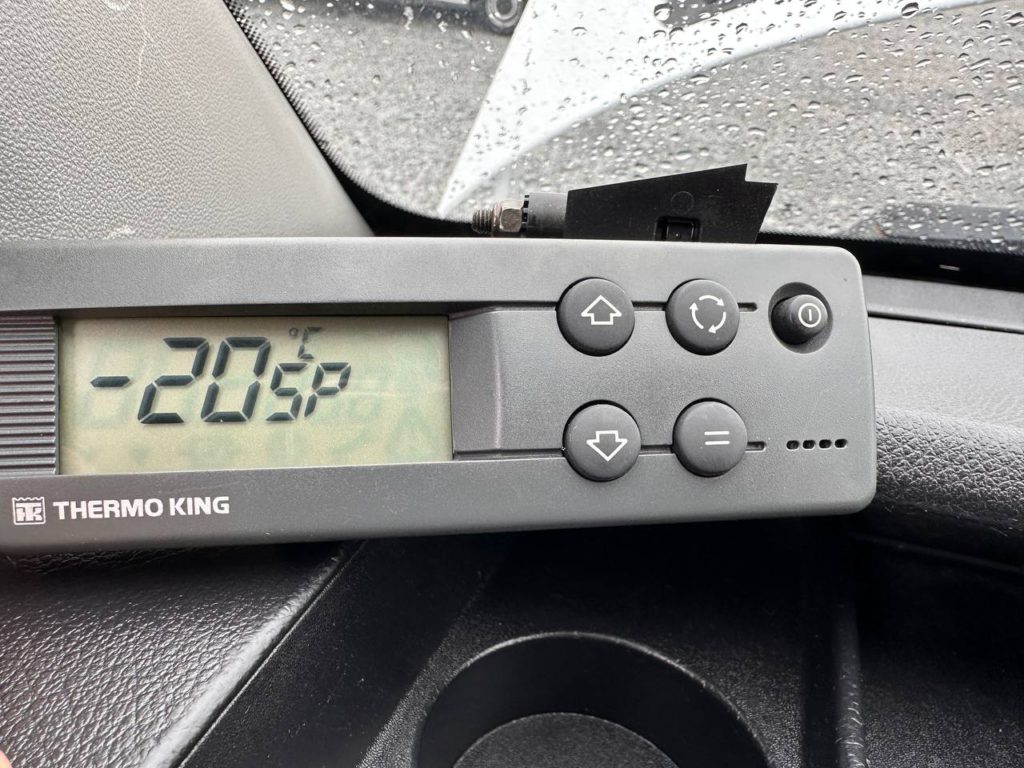 -20°C SP
THERMO KING